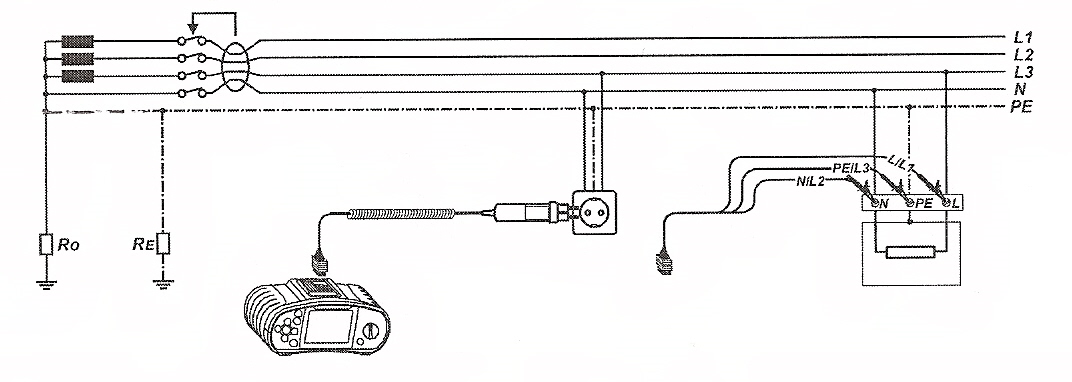 L1
L2
L3
N
PE
L/L1
PE/L3
N/L2
N PE L
Ro RE